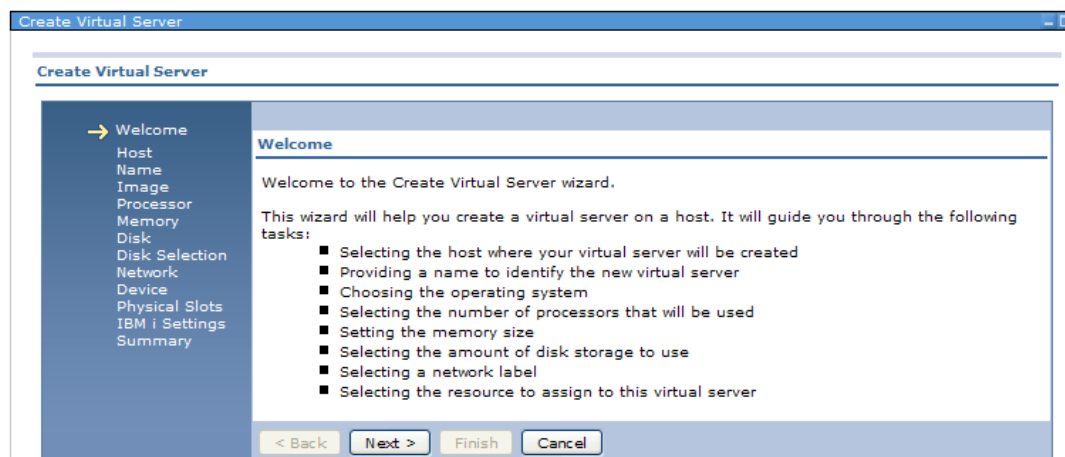 Create Virtual Server
Create Virtual Server
Welcome
Host
Name
Image
Processor
Memory
Disk
Disk Selection
Network
Device
Physical Slots
IBM i Settings
Summary
Welcome
Welcome to the Create Virtual Server wizard.
This wizard will help you create a virtual server on a host. It will guide you through the following
tasks:
Selecting the host where your virtual server will be created
Providing a name to identify the new virtual server
Choosing the operating system
Selecting the number of processors that will be used
Setting the memory size
Selecting the amount of disk storage to use
Selecting a network label
Selecting the resource to assign to this virtual server
< Back Next > Finish Cancel